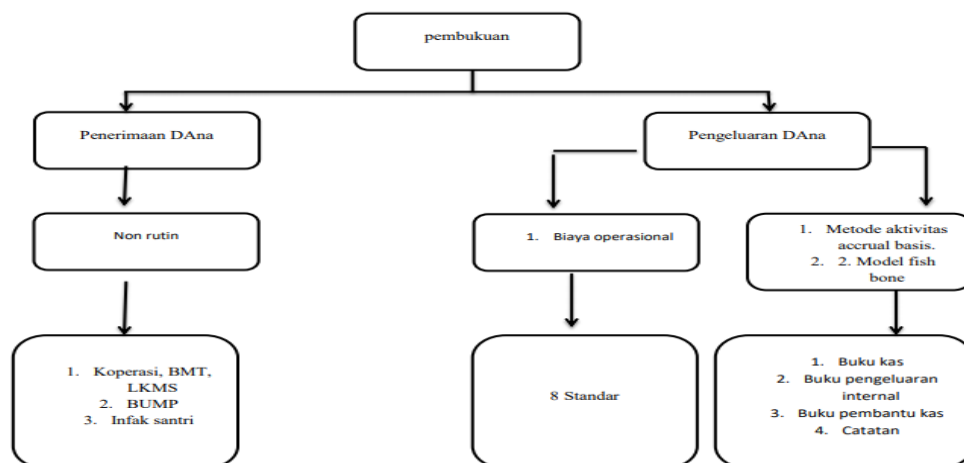 pembukuan
Penerimaan DAna
Pengeluaran DAna
Non rutin
1. Biaya operasional
1. Metode aktivitas
accrual basis.
2. 2. Model fish
bone
1. Koperasi, BMT,
LKMS
2. BUMP
3. Infak santri
8 Standar
1. Buku kas
2. Buku pengeluaran
internal
3. Buku pembantu kas
4. Catatan